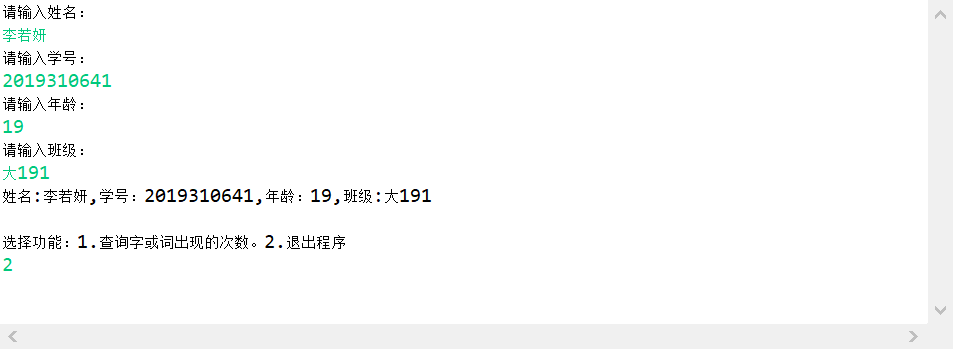 请输入姓名：
李若妍
请输入学号：
2019310641
请输入年龄：
19
请输入班级：
大191
姓名:李若妍,学号：2019310641,年龄：19,班级:大191
选择功能：1.查询字或词出现的次数。2.退出程序
2